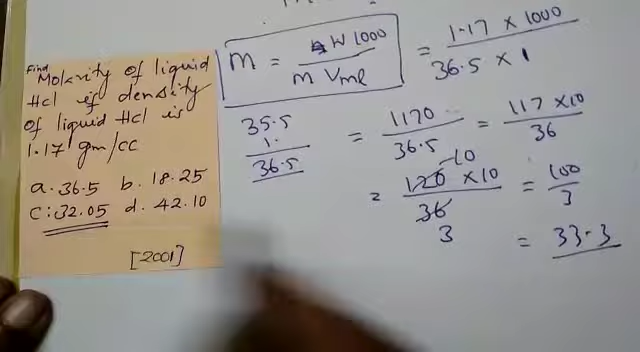 Find
Molarity of liquid
Hcl if density
of liquid Hcl is
1.17 gm/cc
a. 36.5 b. 18.25
c: 32.05 d. 42.10
[2001]
M = W 1000 / m Vml
= 1.17 × 1000 / 36.5 × 1
35.5
1.
36.5
= 1170 / 36.5 = 117 × 10 / 36
= 120 10 × 10 / 36 3 = 100 / 3
= 33.3